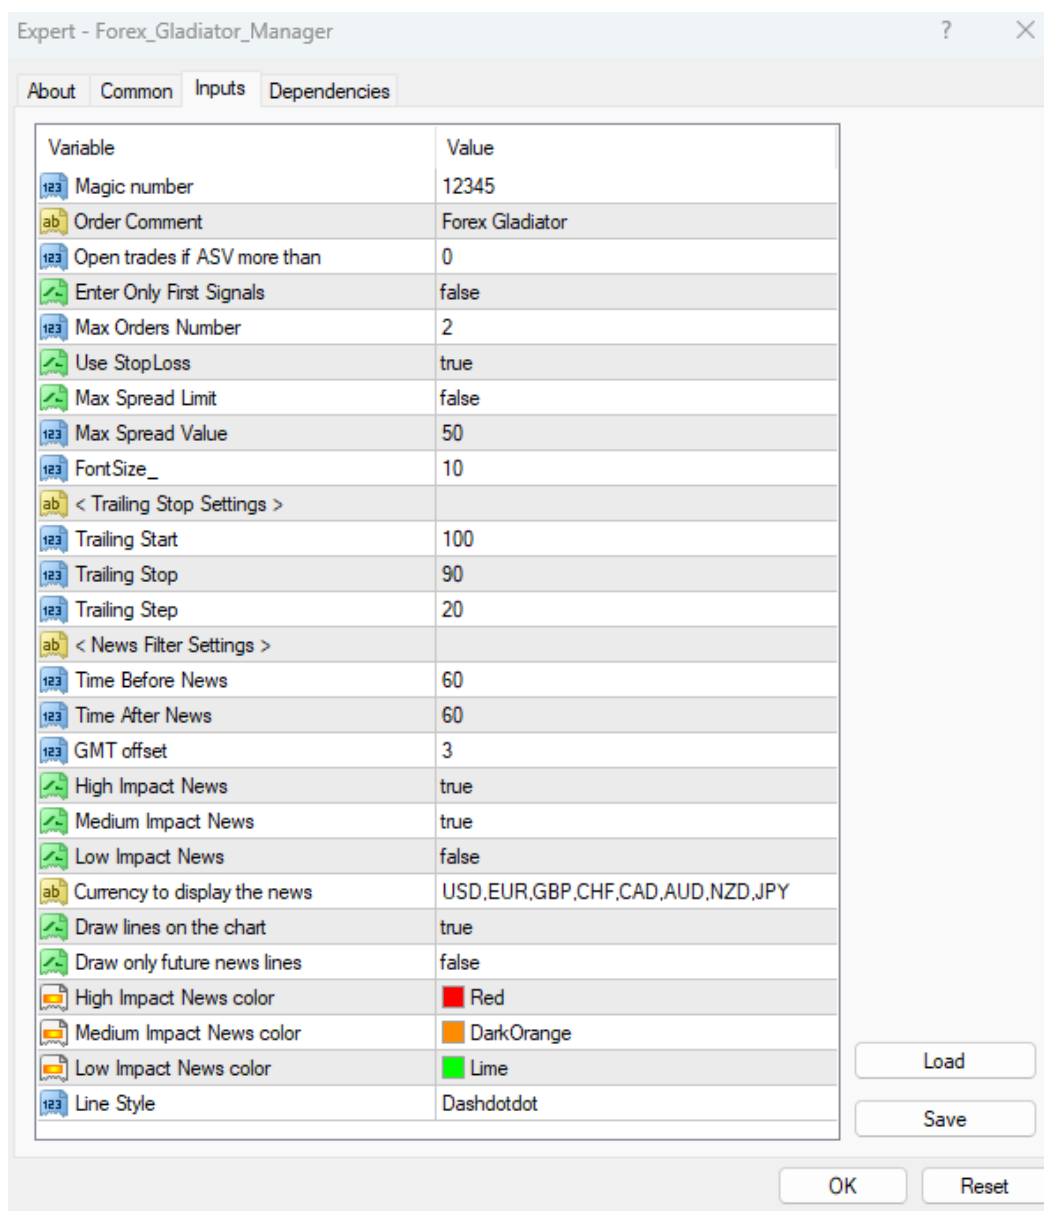 Expert - Forex_Gladiator_Manager ? ×
About Common Inputs Dependencies
Variable Value
Magic number 12345
Order Comment Forex Gladiator
Open trades if ASV more than 0
Enter Only First Signals false
Max Orders Number 2
Use StopLoss true
Max Spread Limit false
Max Spread Value 50
FontSize_ 10
< Trailing Stop Settings >
Trailing Start 100
Trailing Stop 90
Trailing Step 20
< News Filter Settings >
Time Before News 60
Time After News 60
GMT offset 3
High Impact News true
Medium Impact News true
Low Impact News false
Currency to display the news USD,EUR,GBP,CHF,CAD,AUD,NZD,JPY
Draw lines on the chart true
Draw only future news lines false
High Impact News color Red
Medium Impact News color DarkOrange
Low Impact News color Lime
Line Style Dashdotdot
Load
Save
OK Reset